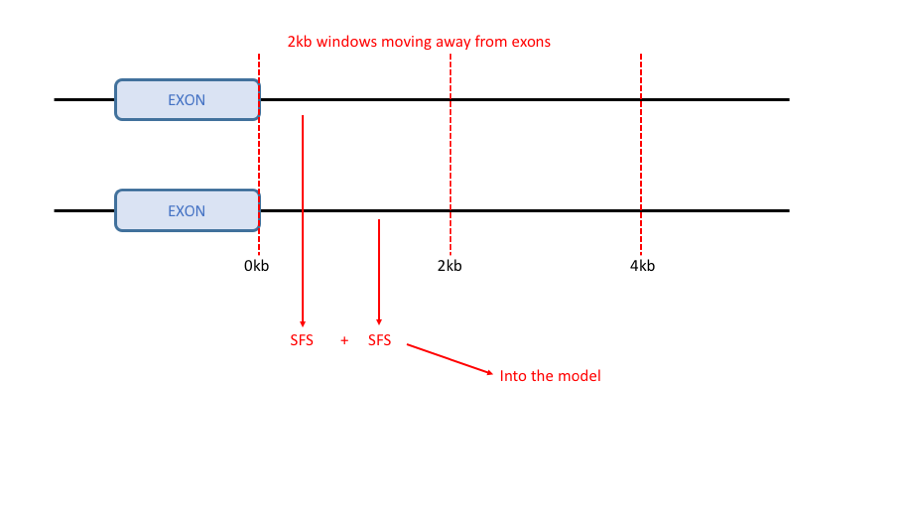 2kb windows moving away from exons
EXON
EXON
0kb 2kb 4kb
SFS + SFS
Into the model